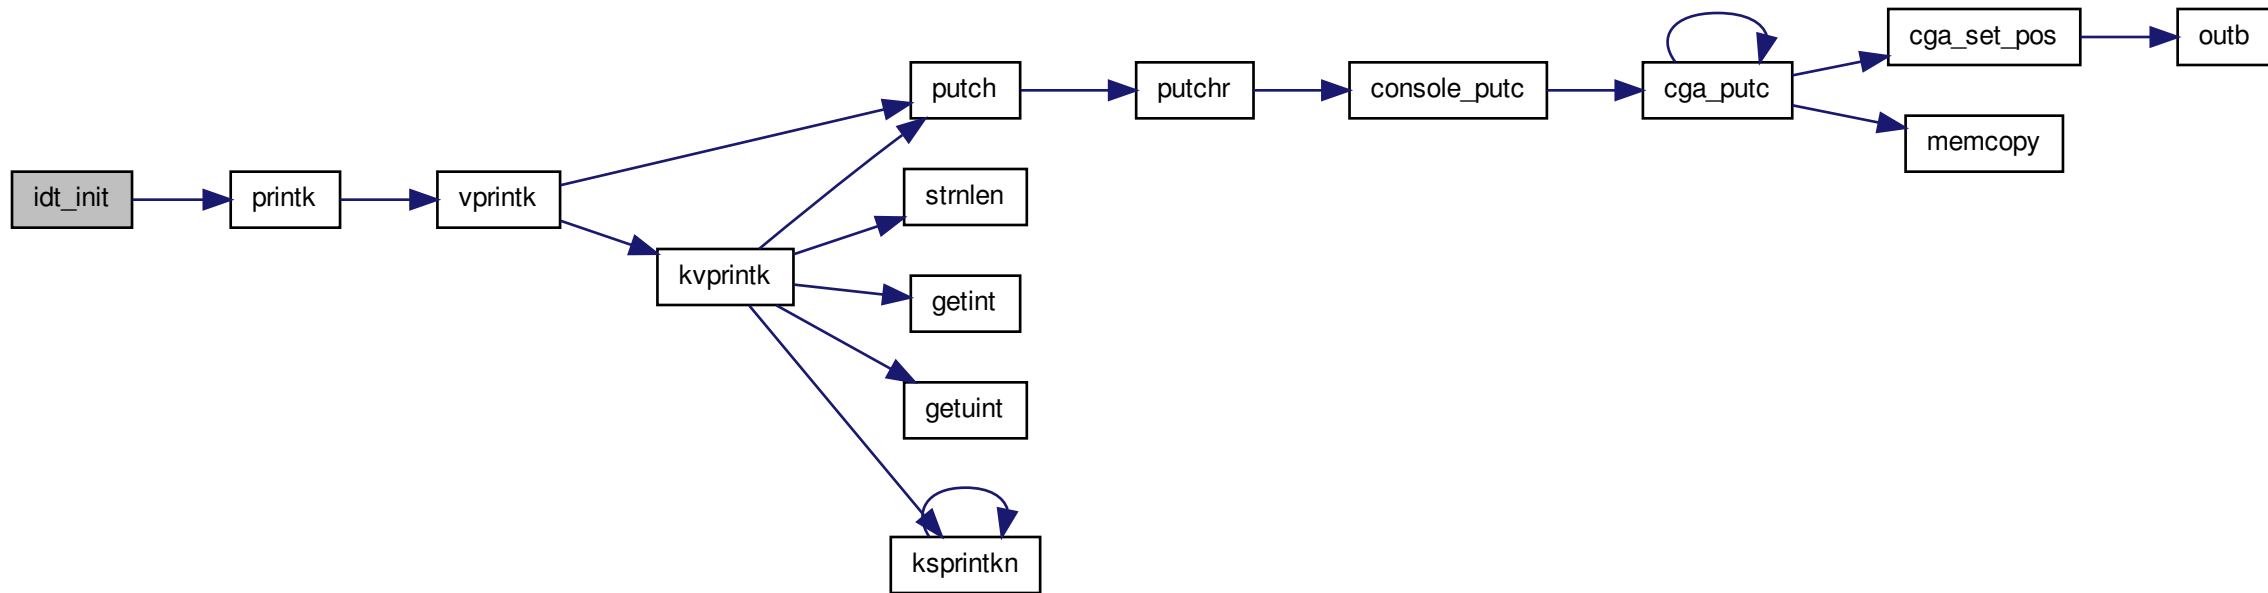 idt_init
printk
vprintk
kvprintk
putch
strnlen
getint
getuint
ksprintkn
putchr
console_putc
cga_putc
cga_set_pos
memcopy
outb